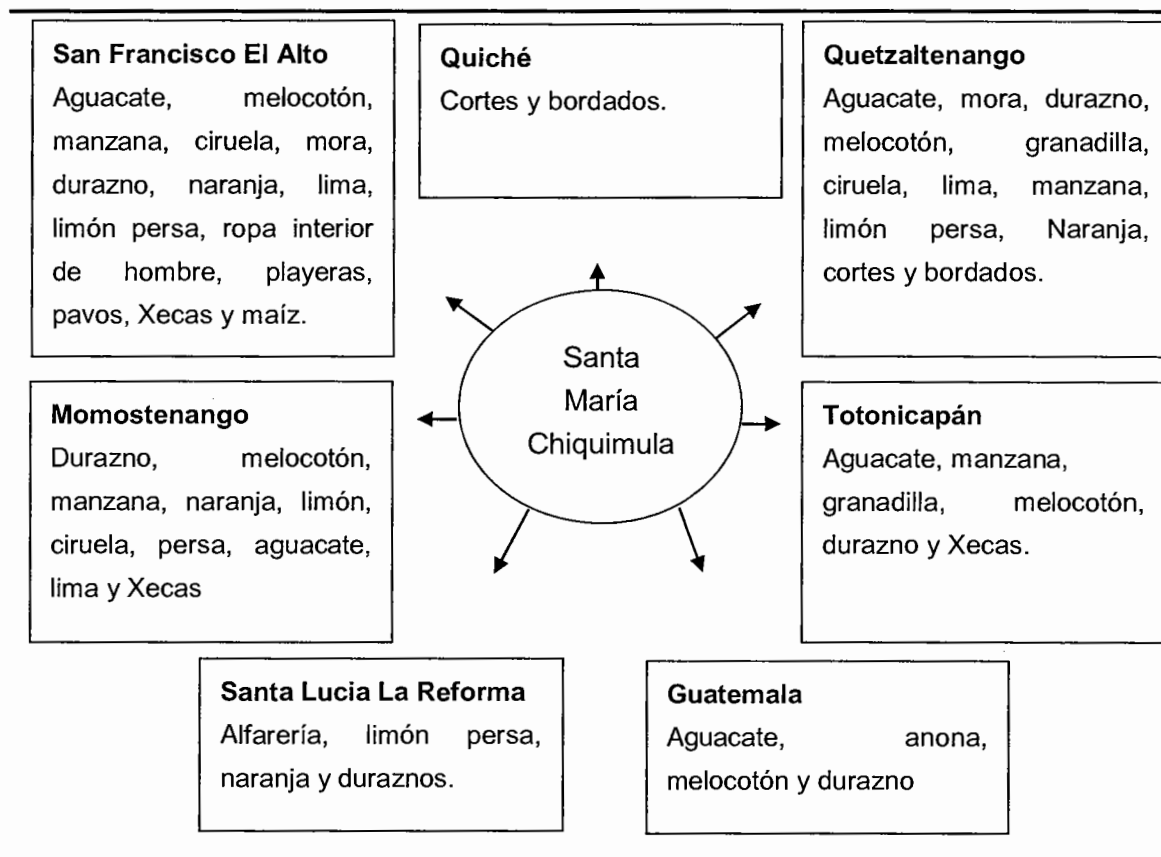 San Francisco El Alto
Aguacate, melocotón,
manzana, ciruela, mora,
durazno, naranja, lima,
limón persa, ropa interior
de hombre, playeras,
pavos, Xecas y maíz.
Quiché
Cortes y bordados.
Quetzaltenango
Aguacate, mora, durazno,
melocotón, granadilla,
ciruela, lima, manzana,
limón persa, Naranja,
cortes y bordados.
Santa
María
Chiquimula
Momostenango
Durazno, melocotón,
manzana, naranja, limón,
ciruela, persa, aguacate,
lima y Xecas
Totonicapán
Aguacate, manzana,
granadilla, melocotón,
durazno y Xecas.
Santa Lucia La Reforma
Alfarería, limón persa,
naranja y duraznos.
Guatemala
Aguacate, anona,
melocotón y durazno